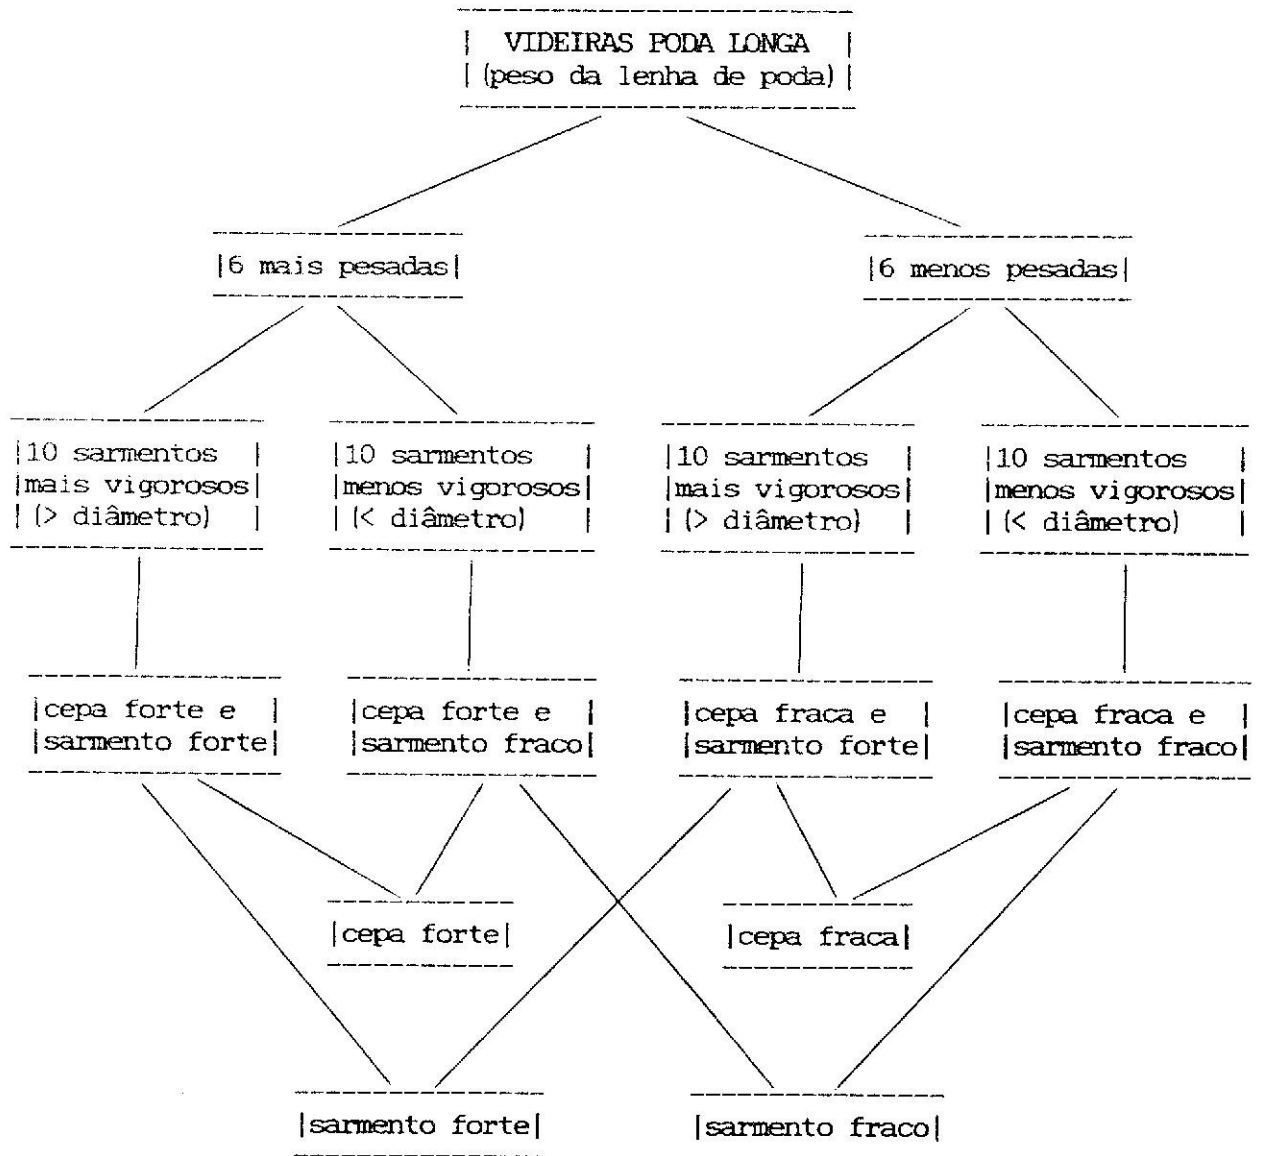 VIDEIRAS PODA LONGA
(peso da lenha de poda)
6 mais pesadas
6 menos pesadas
10 sarmentos
mais vigorosos
(> diâmetro)
10 sarmentos
menos vigorosos
(< diâmetro)
10 sarmentos
mais vigorosos
(> diâmetro)
10 sarmentos
menos vigorosos
(< diâmetro)
cepa forte e
sarmento forte
cepa forte e
sarmento fraco
cepa fraca e
sarmento forte
cepa fraca e
sarmento fraco
cepa forte
cepa fraca
sarmento forte
sarmento fraco